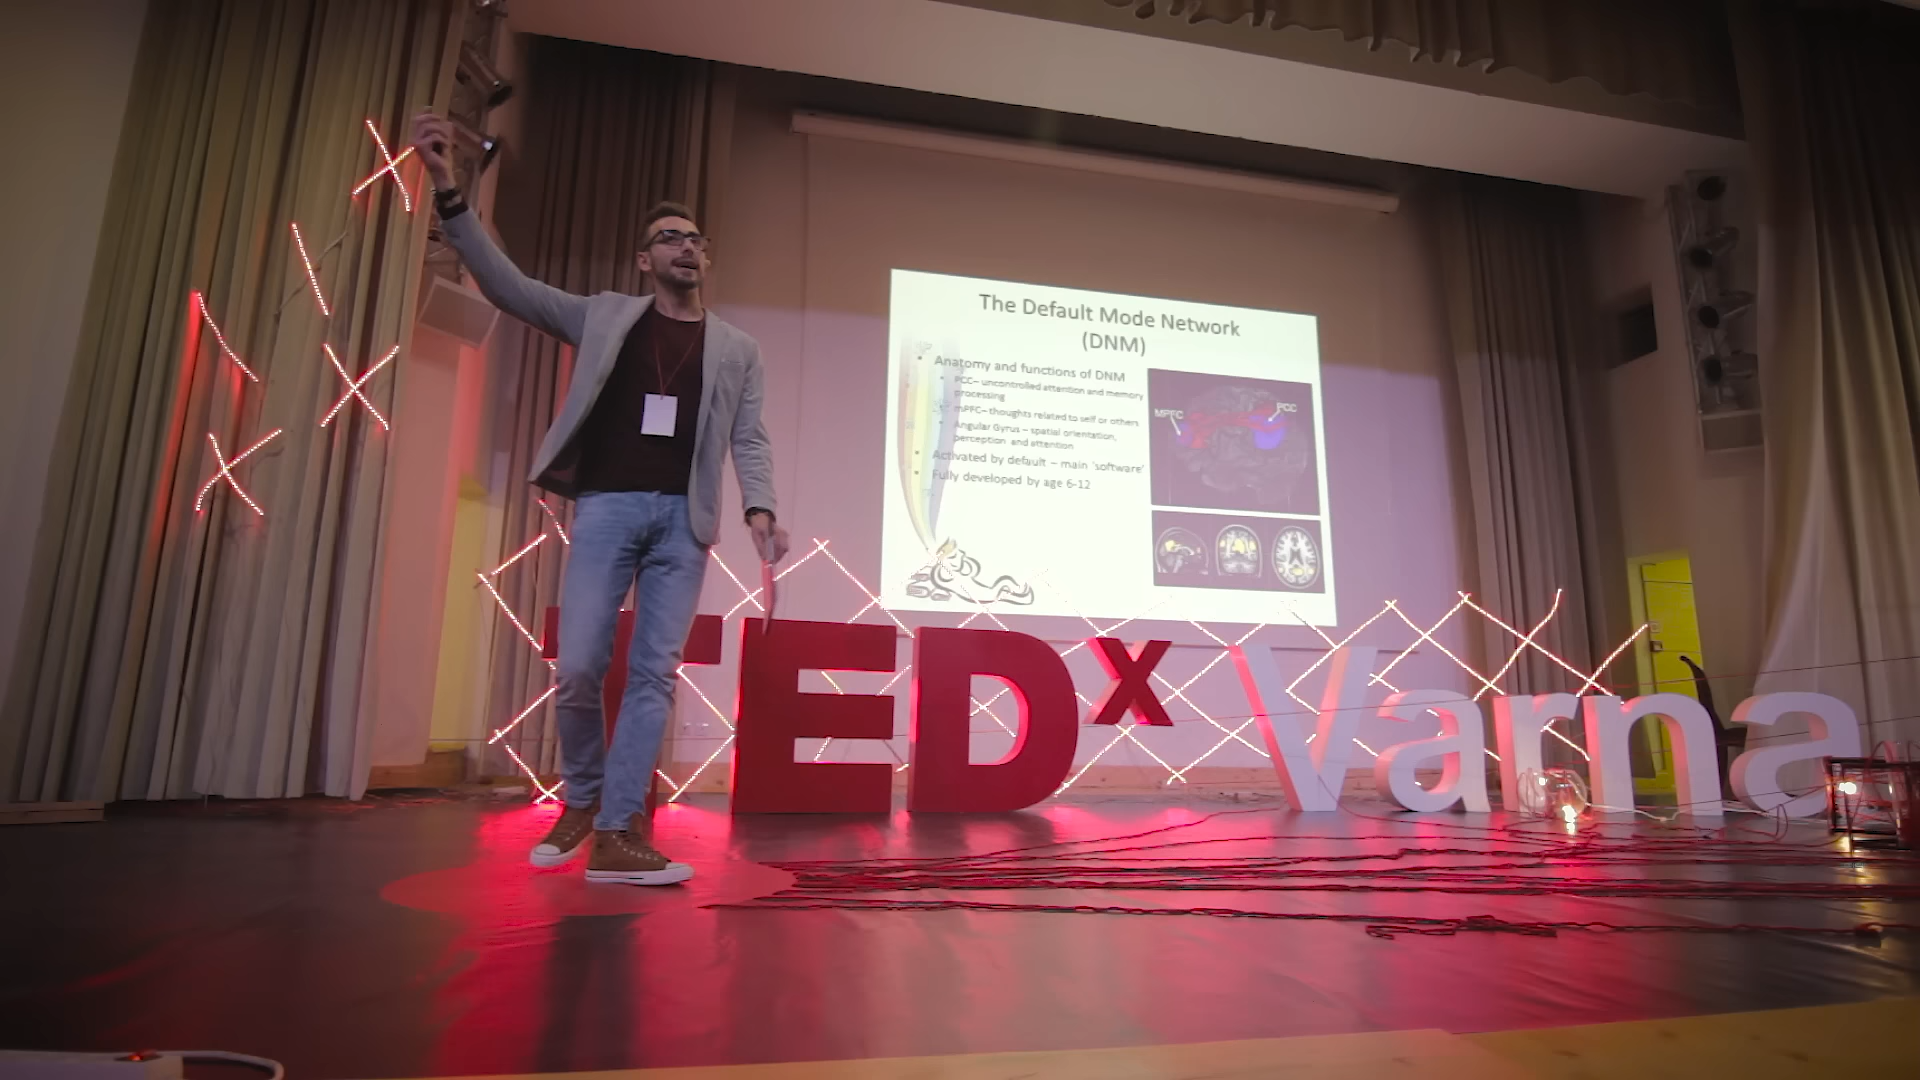 The Default Mode Network
(DNM)
Anatomy and functions of DNM
PCC– uncontrolled attention and memory
processing
mPFC– thoughts related to self or others
Angular Gyrus – spatial orientation,
perception and attention
Activated by default – main 'software'
Fully developed by age 6-12
MPFC
PCC
TEDx Varna